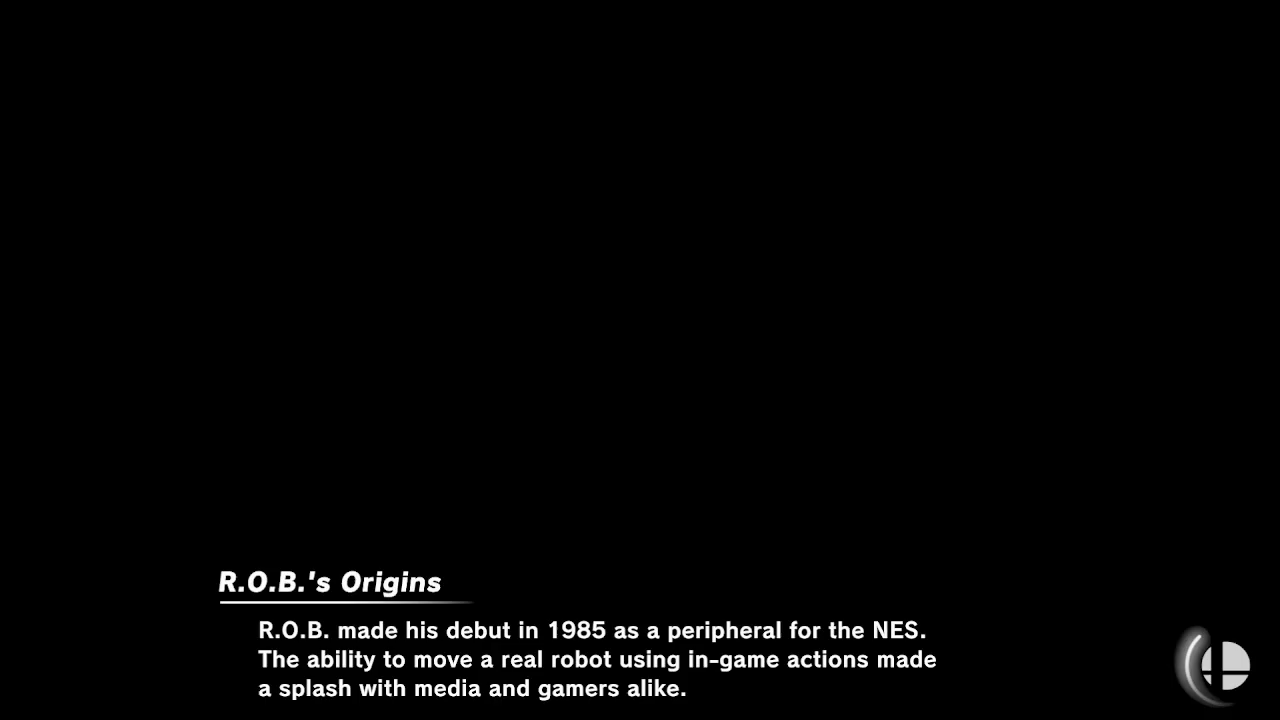 R.O.B.'s Origins
R.O.B. made his debut in 1985 as a peripheral for the NES.
The ability to move a real robot using in-game actions made
a splash with media and gamers alike.